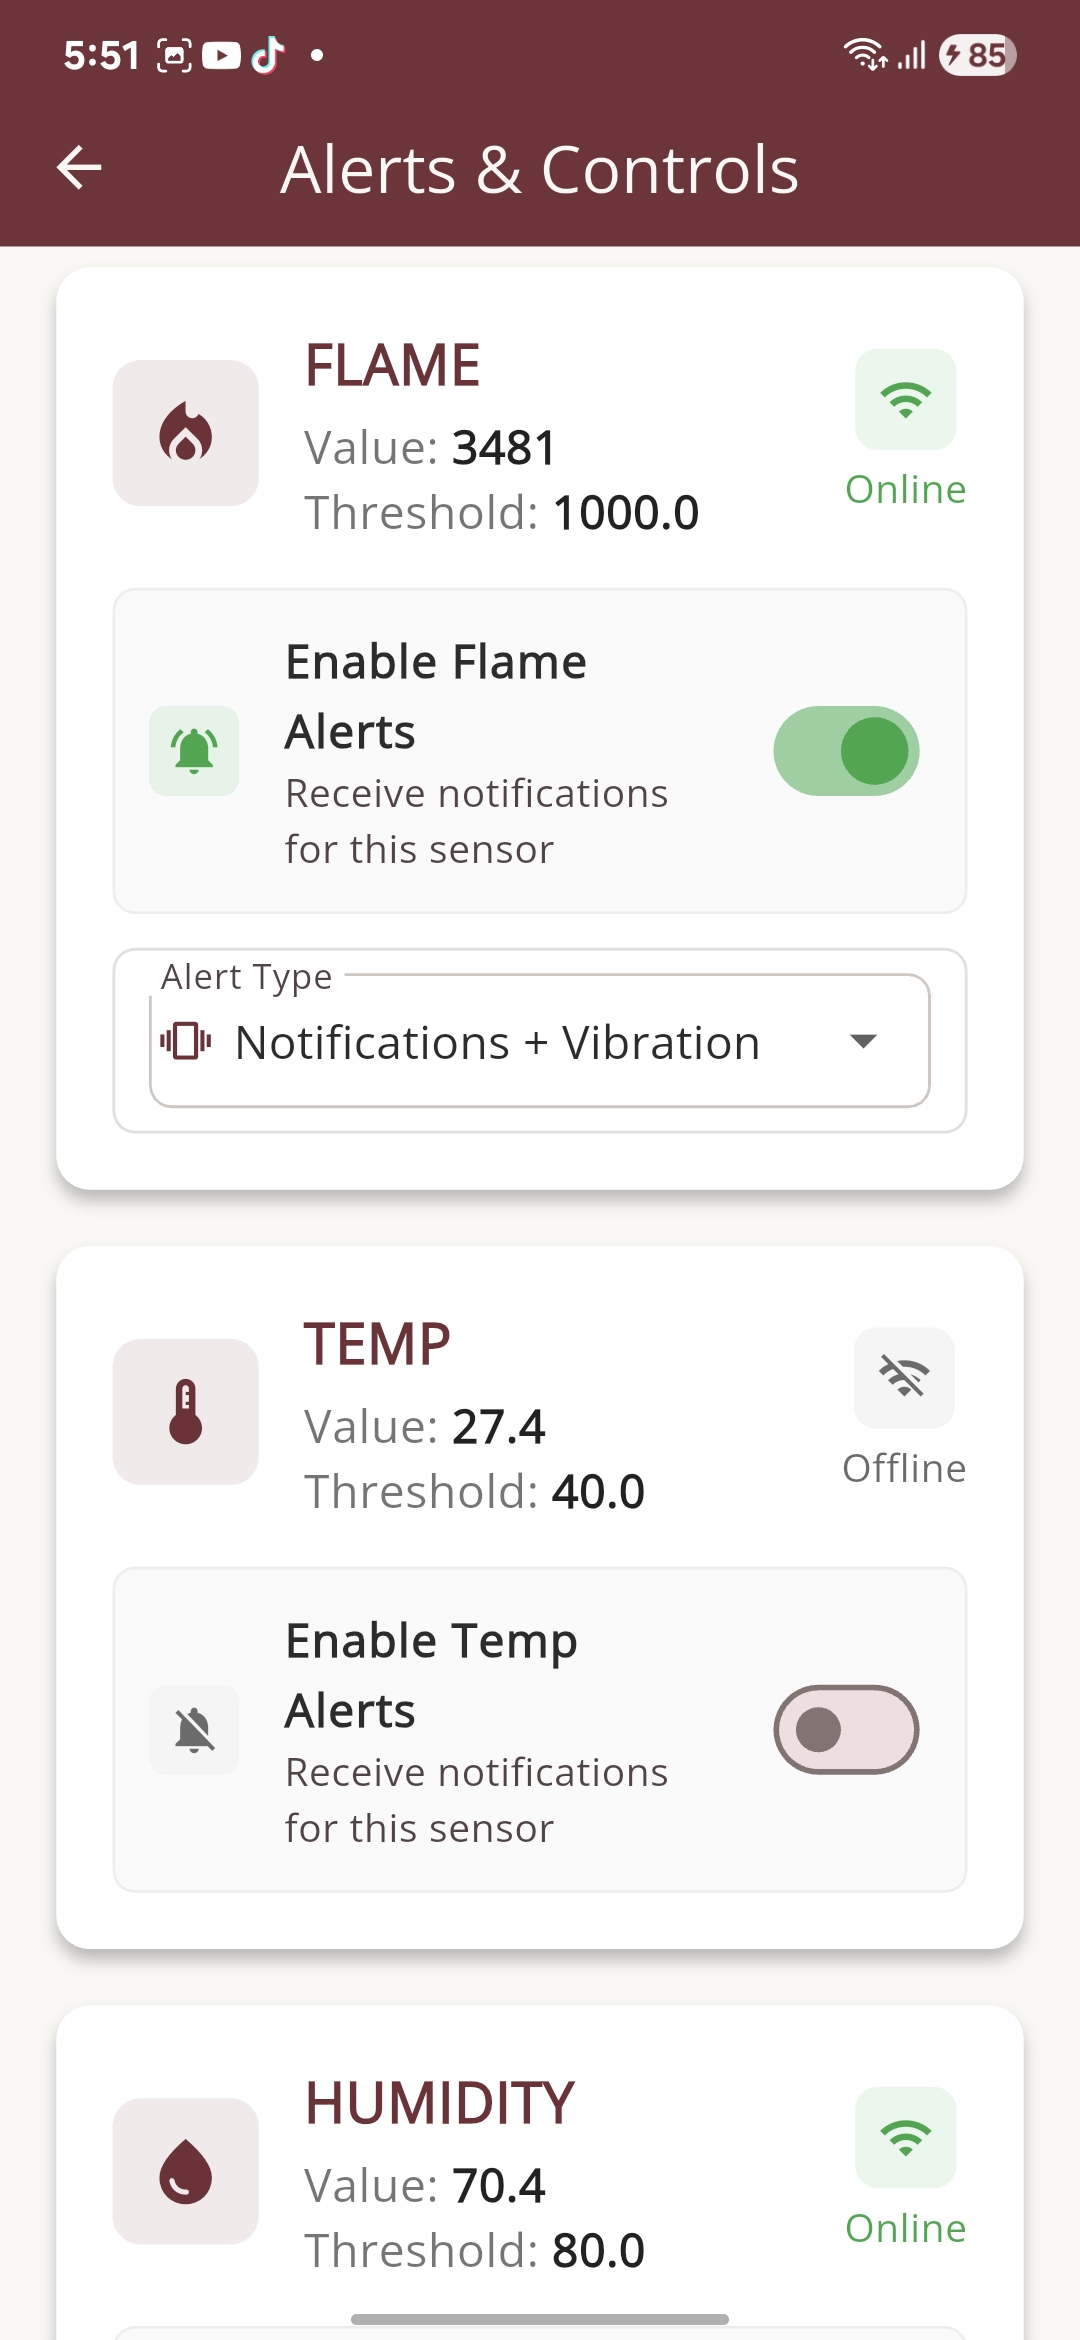 5:51
85
Alerts & Controls
FLAME
Value: 3481
Threshold: 1000.0
Online
Enable Flame
Alerts
Receive notifications
for this sensor
Alert Type
Notifications + Vibration
TEMP
Value: 27.4
Threshold: 40.0
Offline
Enable Temp
Alerts
Receive notifications
for this sensor
HUMIDITY
Value: 70.4
Threshold: 80.0
Online